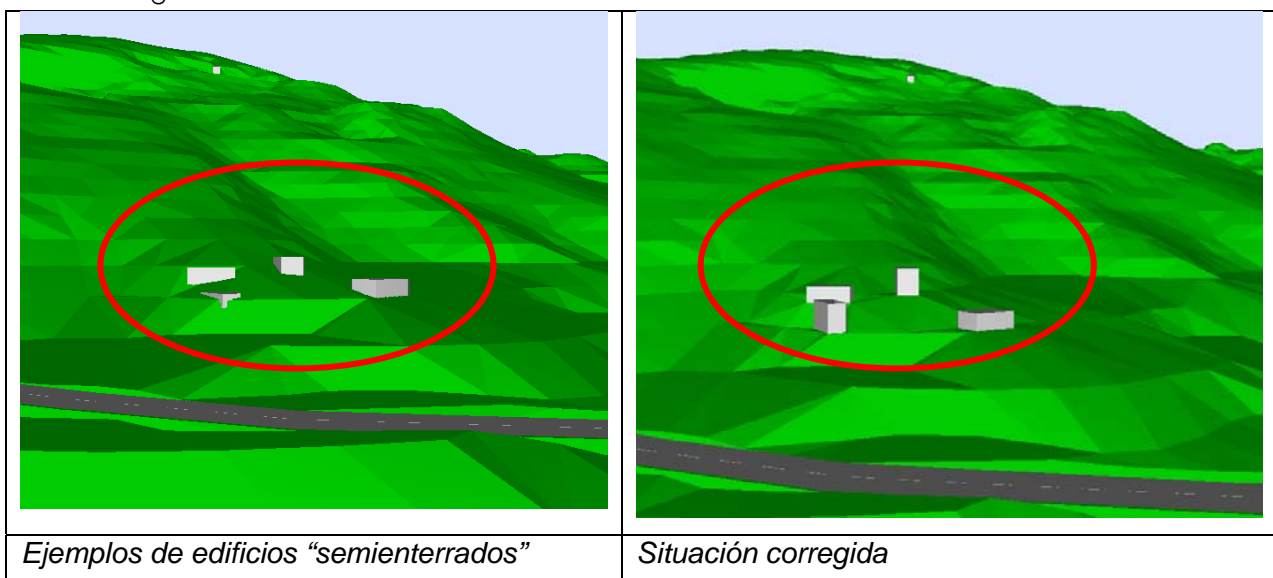 Ejemplos de edificios “semienterrados”
Situación corregida